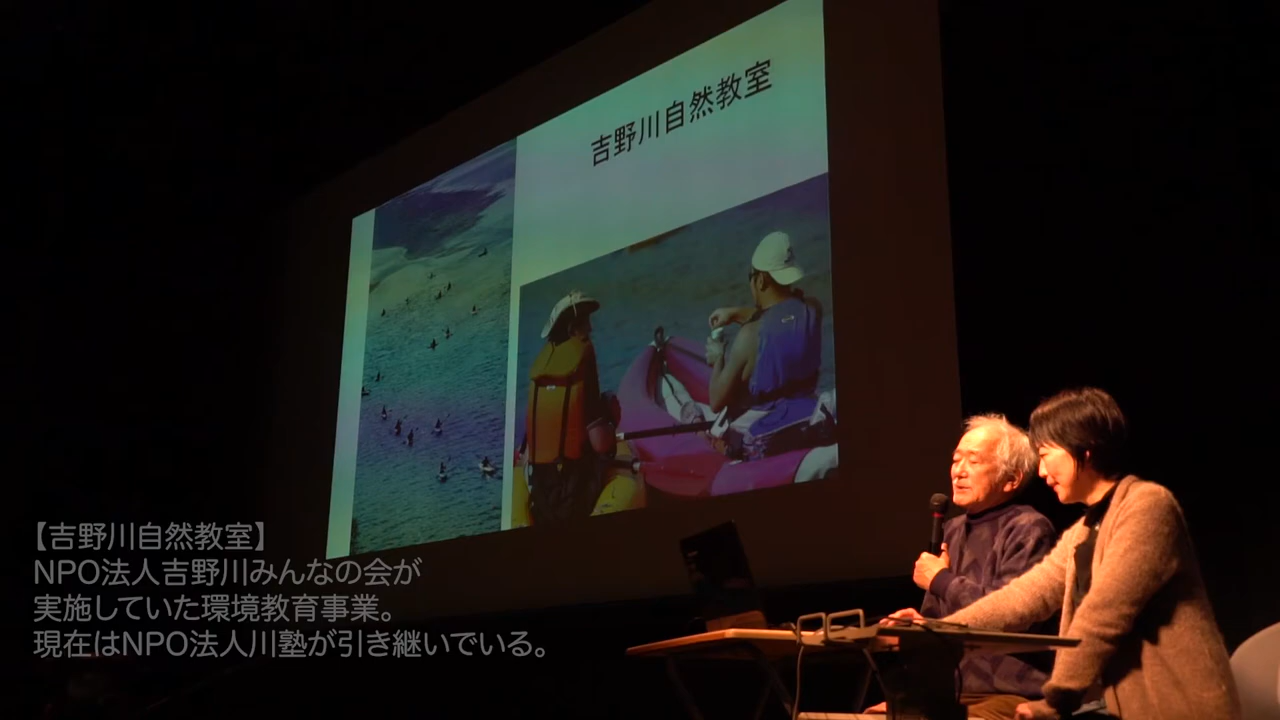 吉野川自然教室
【吉野川自然教室】
NPO法人吉野川みんなの会が
実施していた環境教育事業。
現在はNPO法人川塾が引き継いでいる。